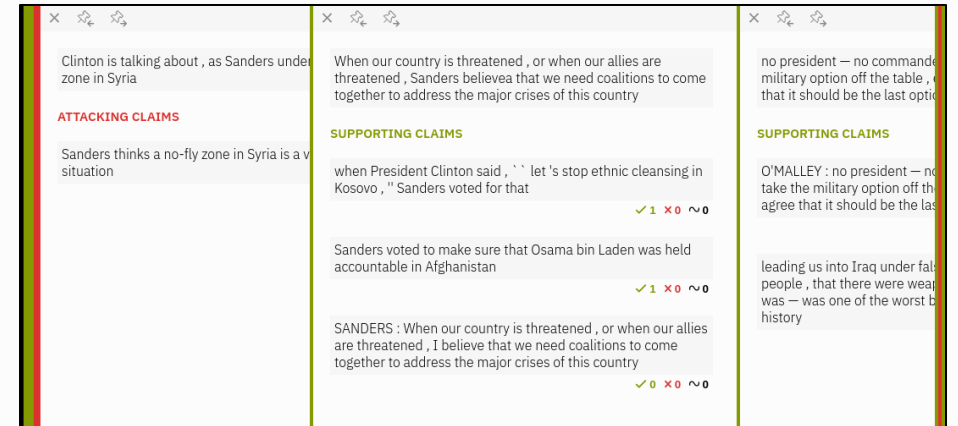 Clinton is talking about , as Sanders under
zone in Syria
ATTACKING CLAIMS
Sanders thinks a no-fly zone in Syria is a v
situation
When our country is threatened , or when our allies are
threatened , Sanders believea that we need coalitions to come
together to address the major crises of this country
SUPPORTING CLAIMS
when President Clinton said , ` ` let 's stop ethnic cleansing in
Kosovo , '' Sanders voted for that
✓ 1 ✕ 0 ~ 0
Sanders voted to make sure that Osama bin Laden was held
accountable in Afghanistan
✓ 1 ✕ 0 ~ 0
SANDERS : When our country is threatened , or when our allies
are threatened , I believe that we need coalitions to come
together to address the major crises of this country
✓ 0 ✕ 0 ~ 0
no president — no commande
military option off the table ,
that it should be the last optio
SUPPORTING CLAIMS
O'MALLEY : no president — no
take the military option off the
agree that it should be the las
leading us into Iraq under fals
people , that there were weap
was — was one of the worst b
history